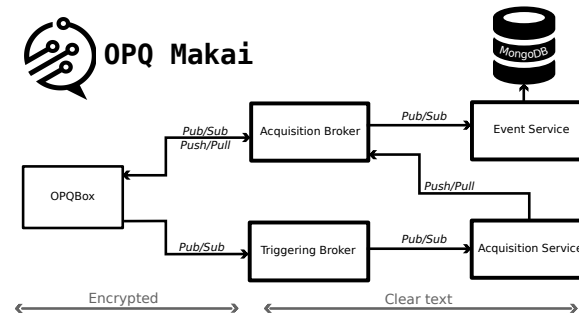 OPQ Makai
MongoDB
Pub/Sub
Push/Pull
Acquisition Broker
Pub/Sub
Event Service
OPQBox
Push/Pull
Pub/Sub
Triggering Broker
Pub/Sub
Acquisition Service
Encrypted
Clear text